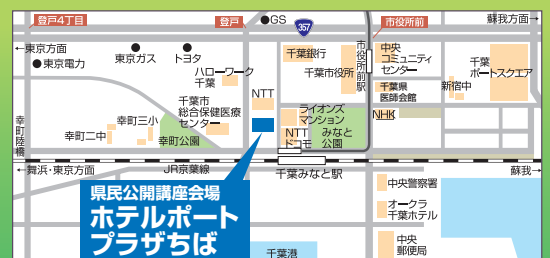 登戸4丁目
登戸
●GS
357
市役所前
蘇我方面→
←東京方面
●東京電力
東京ガス
トヨタ
ハローワーク
千葉
千葉銀行
千葉市役所
市役所前駅
中央
コミュニティ
センター
千葉県
医師会館
新宿中
千葉
ポートスクエア
NTT
千葉市
総合保健医療
センター
ライオンズ
マンション
NHK
幸町陸橋
幸町二中
幸町三小
幸町公園
NTT
ドコモ
みなと
公園
←舞浜・東京方面
JR京葉線
千葉みなと駅
蘇我→
県民公開講座会場
ホテルポート
プラザちば
中央警察署
オークラ
千葉ホテル
中央
郵便局
千葉港